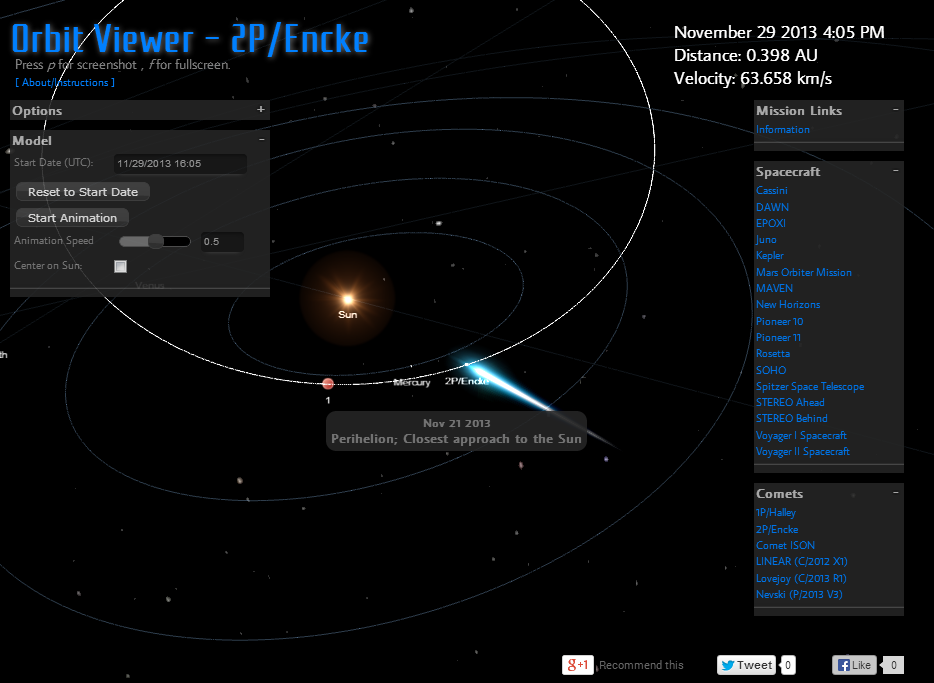 Orbit Viewer - 2P/Encke
Press p for screenshot , f for fullscreen.
[ About/Instructions ]
November 29 2013 4:05 PM
Distance: 0.398 AU
Velocity: 63.658 km/s
Options +
Model −
Start Date (UTC): 11/29/2013 16:05
Reset to Start Date
Start Animation
Animation Speed 0.5
Center on Sun:
Venus
Sun
th
Mercury
2P/Encke
1
Nov 21 2013
Perihelion; Closest approach to the Sun
Mission Links −
Information
Spacecraft −
Cassini
DAWN
EPOXI
Juno
Kepler
Mars Orbiter Mission
MAVEN
New Horizons
Pioneer 10
Pioneer 11
Rosetta
SOHO
Spitzer Space Telescope
STEREO Ahead
STEREO Behind
Voyager I Spacecraft
Voyager II Spacecraft
Comets −
1P/Halley
2P/Encke
Comet ISON
LINEAR (C/2012 X1)
Lovejoy (C/2013 R1)
Nevski (P/2013 V3)
g+1 Recommend this
Tweet 0
f Like 0